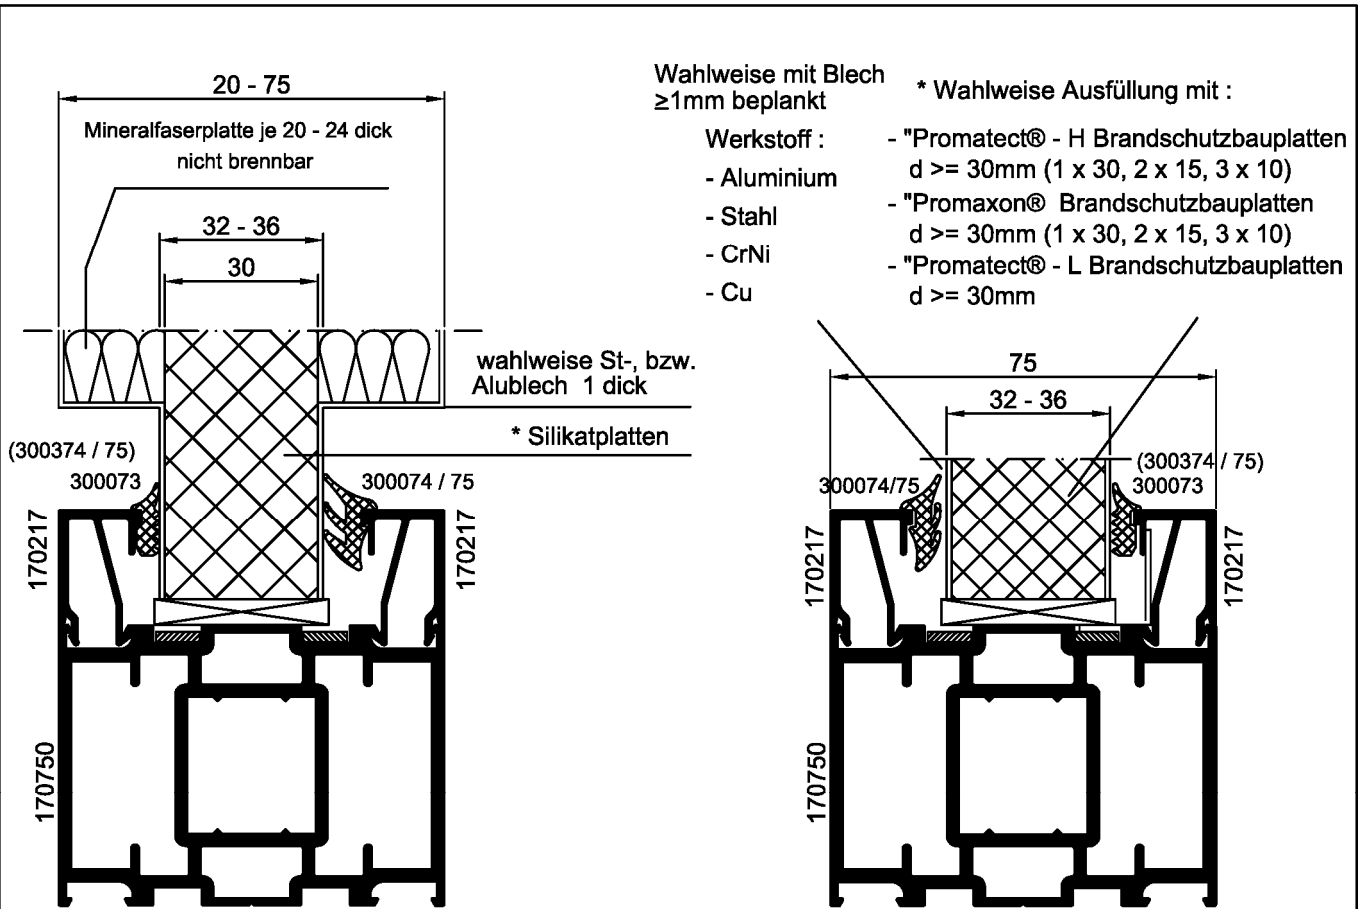 20 - 75
Mineralfaserplatte je 20 - 24 dick
nicht brennbar
32 - 36
30
wahlweise St-, bzw.
Alublech 1 dick
* Silikatplatten
(300374 / 75)
300073
300074 / 75
170217
170217
170750
Wahlweise mit Blech
≥1mm beplankt
Werkstoff :
- Aluminium
- Stahl
- CrNi
- Cu
* Wahlweise Ausfüllung mit :
- "Promatect® - H Brandschutzbauplatten
d >= 30mm (1 x 30, 2 x 15, 3 x 10)
- "Promaxon® Brandschutzbauplatten
d >= 30mm (1 x 30, 2 x 15, 3 x 10)
- "Promatect® - L Brandschutzbauplatten
d >= 30mm
75
32 - 36
(300374 / 75)
300074/75
300073
170217
170217
170750